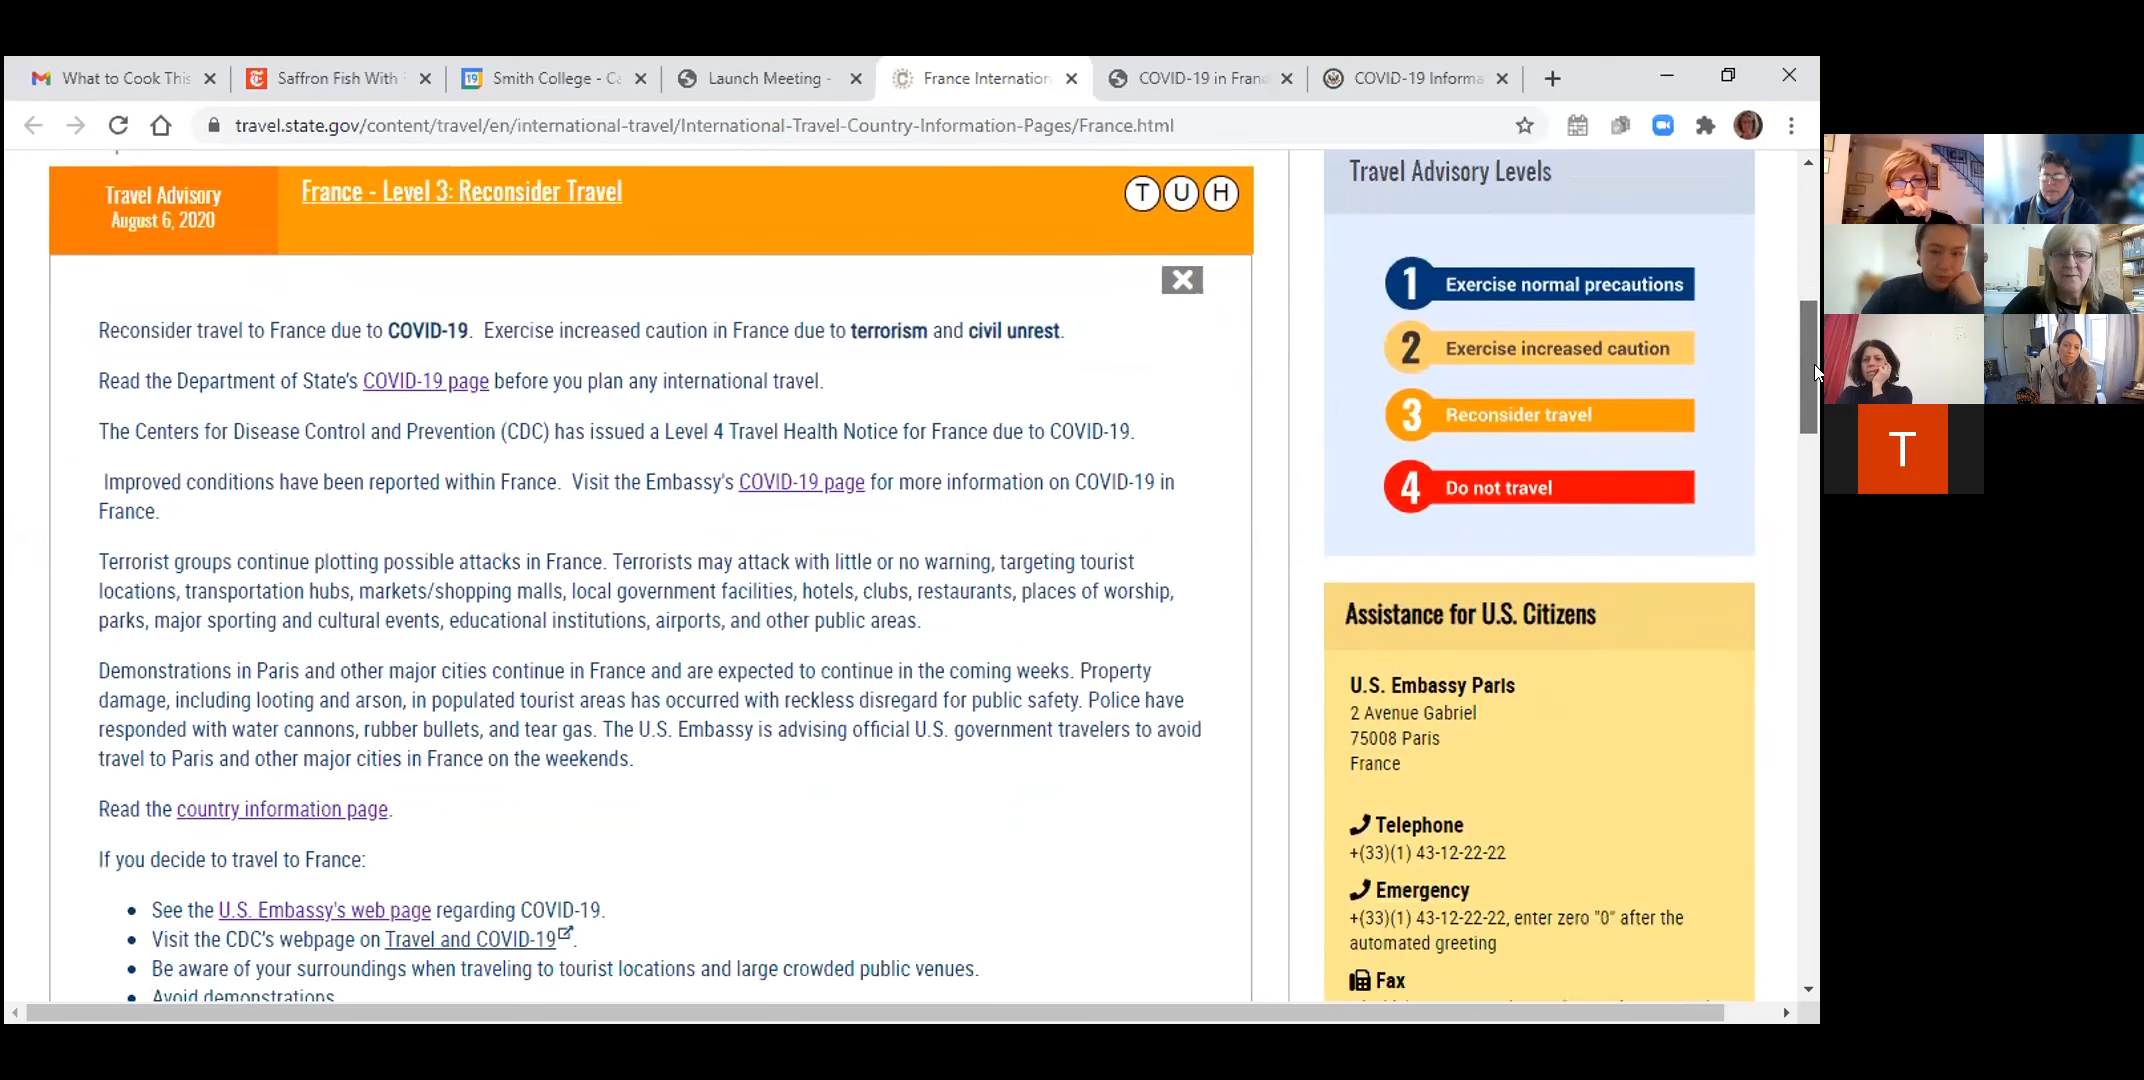 What to Cook This
Saffron Fish With
19
Smith College - Ca
Launch Meeting -
France Internation
COVID-19 in Fran
COVID-19 Informa
travel.state.gov/content/travel/en/international-travel/International-Travel-Country-Information-Pages/France.html
Travel Advisory
August 6, 2020
France - Level 3: Reconsider Travel
T U H
Reconsider travel to France due to COVID-19.  Exercise increased caution in France due to terrorism and civil unrest.
Read the Department of State's COVID-19 page before you plan any international travel.
The Centers for Disease Control and Prevention (CDC) has issued a Level 4 Travel Health Notice for France due to COVID-19.
Improved conditions have been reported within France.  Visit the Embassy's COVID-19 page for more information on COVID-19 in
France.
Terrorist groups continue plotting possible attacks in France. Terrorists may attack with little or no warning, targeting tourist
locations, transportation hubs, markets/shopping malls, local government facilities, hotels, clubs, restaurants, places of worship,
parks, major sporting and cultural events, educational institutions, airports, and other public areas.
Demonstrations in Paris and other major cities continue in France and are expected to continue in the coming weeks. Property
damage, including looting and arson, in populated tourist areas has occurred with reckless disregard for public safety. Police have
responded with water cannons, rubber bullets, and tear gas. The U.S. Embassy is advising official U.S. government travelers to avoid
travel to Paris and other major cities in France on the weekends.
Read the country information page.
If you decide to travel to France:
See the U.S. Embassy's web page regarding COVID-19.
Visit the CDC's webpage on Travel and COVID-19.
Be aware of your surroundings when traveling to tourist locations and large crowded public venues.
Avoid demonstrations
Travel Advisory Levels
1 Exercise normal precautions
2 Exercise increased caution
3 Reconsider travel
4 Do not travel
Assistance for U.S. Citizens
U.S. Embassy Paris
2 Avenue Gabriel
75008 Paris
France
Telephone
+(33)(1) 43-12-22-22
Emergency
+(33)(1) 43-12-22-22, enter zero "0" after the
automated greeting
Fax
T